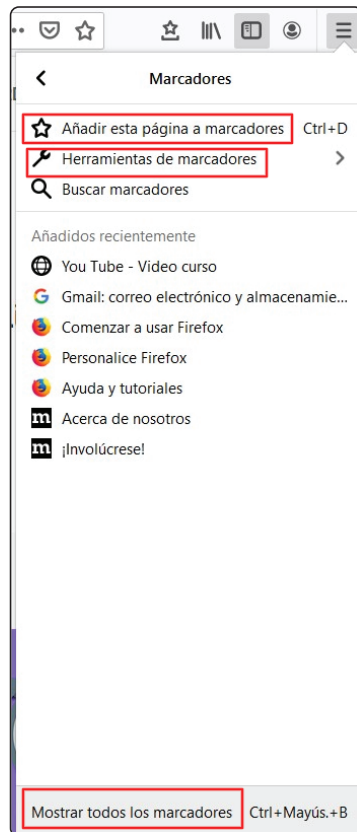 Marcadores
Añadir esta página a marcadores Ctrl+D
Herramientas de marcadores
Buscar marcadores
Añadidos recientemente
You Tube - Video curso
Gmail: correo electrónico y almacenamie...
Comenzar a usar Firefox
Personalice Firefox
Ayuda y tutoriales
Acerca de nosotros
¡Involúcrese!
Mostrar todos los marcadores Ctrl+Mayús.+B